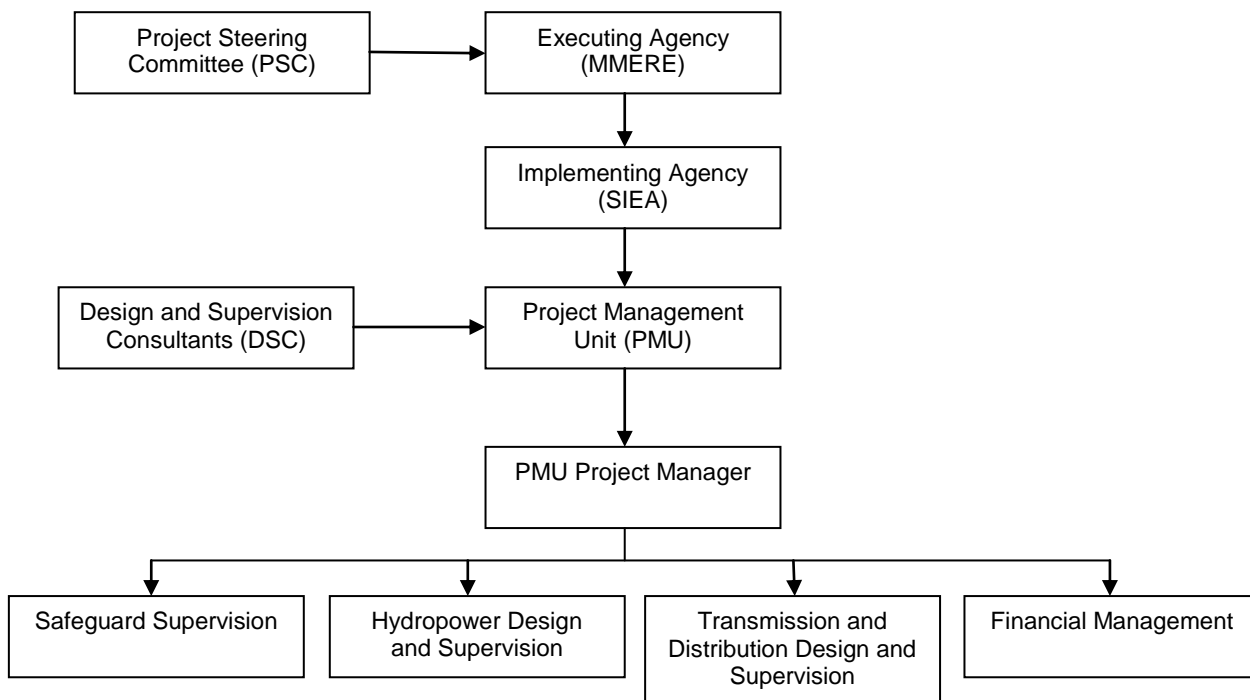 Project Steering
Committee (PSC)
Executing Agency
(MMERE)
Implementing Agency
(SIEA)
Design and Supervision
Consultants (DSC)
Project Management
Unit (PMU)
PMU Project Manager
Safeguard Supervision
Hydropower Design
and Supervision
Transmission and
Distribution Design and
Supervision
Financial Management